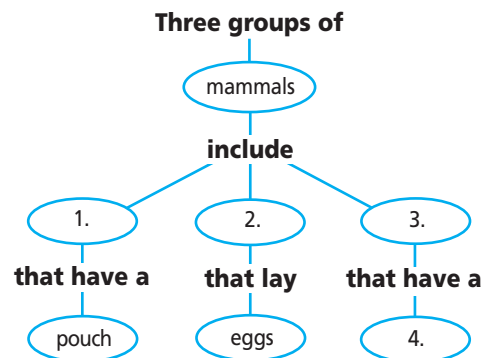 Three groups of
mammals
include
1. 2. 3.
that have a that lay that have a
pouch eggs 4.